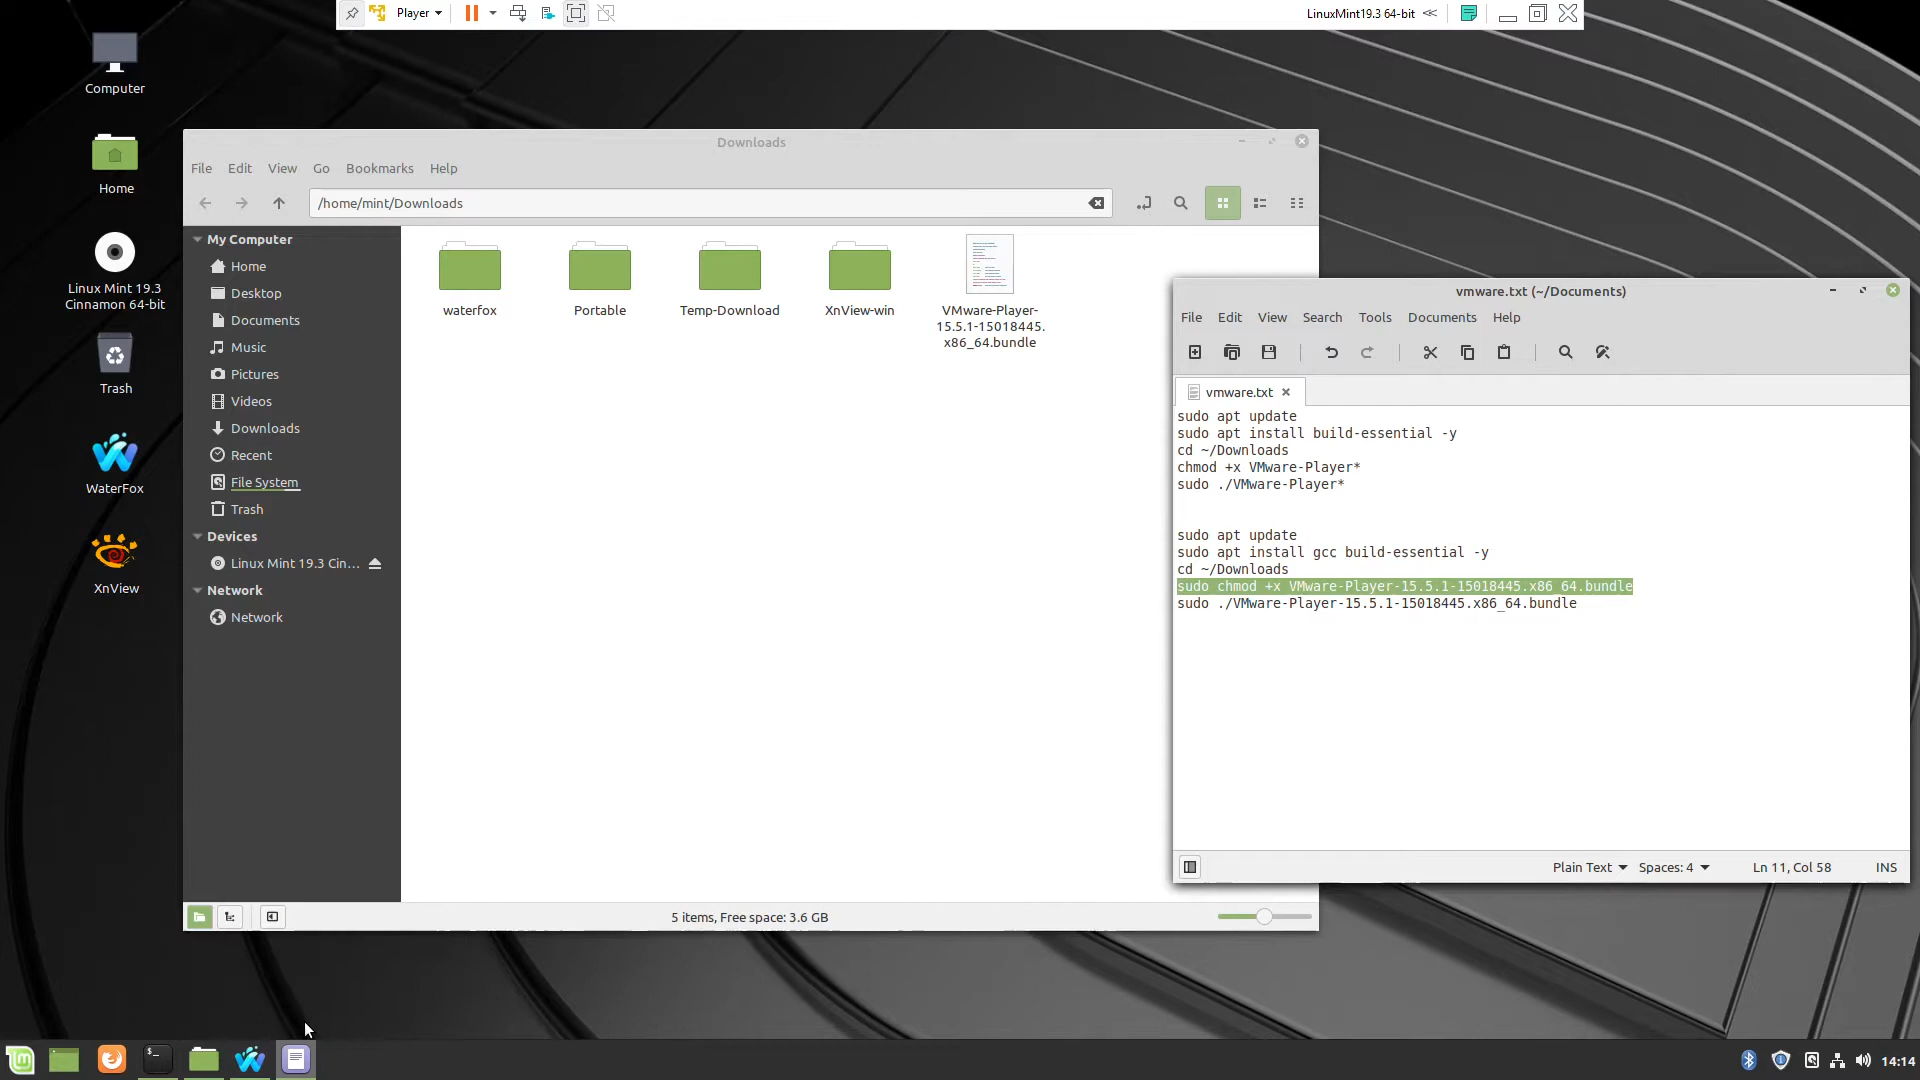 Player
LinuxMint19.3 64-bit
Computer
Home
Linux Mint 19.3
Cinnamon 64-bit
Trash
WaterFox
XnView
Downloads
File Edit View Go Bookmarks Help
/home/mint/Downloads
My Computer
Home
Desktop
Documents
Music
Pictures
Videos
Downloads
Recent
File System
Trash
Devices
Linux Mint 19.3 Cin...
Network
Network
waterfox
Portable
Temp-Download
XnView-win
VMware-Player-
15.5.1-15018445.
x86_64.bundle
5 items, Free space: 3.6 GB
vmware.txt (~/Documents)
File Edit View Search Tools Documents Help
vmware.txt
sudo apt update
sudo apt install build-essential -y
cd ~/Downloads
chmod +x VMware-Player*
sudo ./VMware-Player*
sudo apt update
sudo apt install gcc build-essential -y
cd ~/Downloads
sudo chmod +x VMware-Player-15.5.1-15018445.x86_64.bundle
sudo ./VMware-Player-15.5.1-15018445.x86_64.bundle
Plain Text Spaces: 4 Ln 11, Col 58 INS
14:14